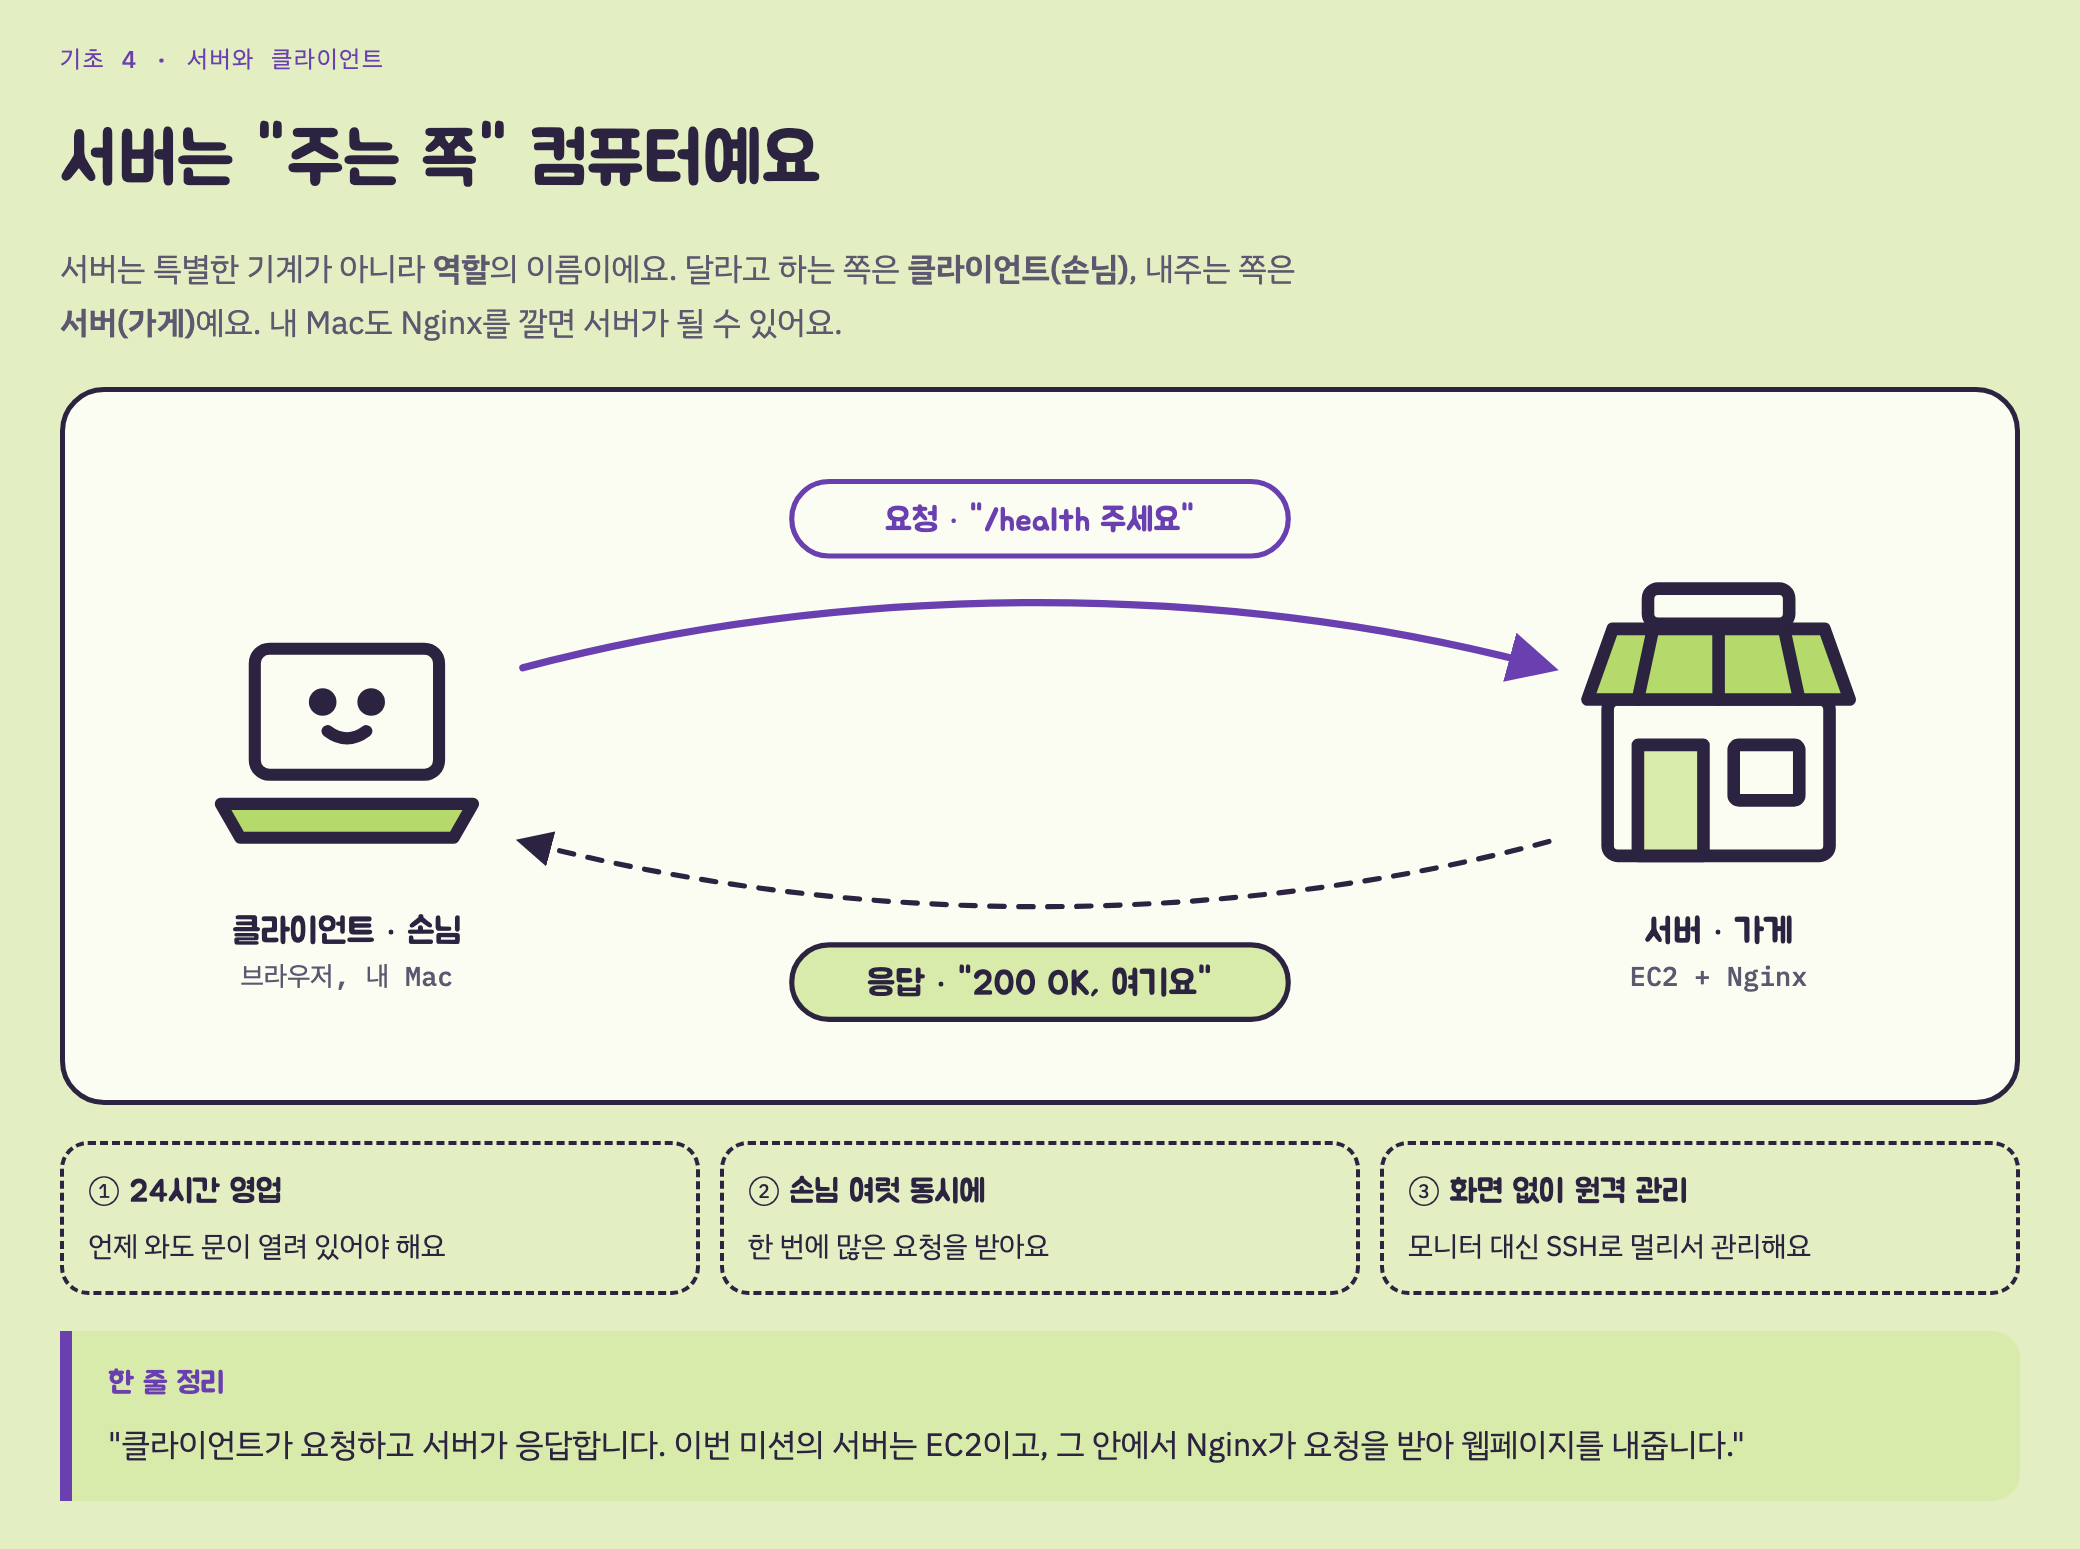 기초 4 · 서버와 클라이언트
서버는 "주는 쪽" 컴퓨터예요
서버는 특별한 기계가 아니라 역할의 이름이에요. 달라고 하는 쪽은 클라이언트(손님), 내주는 쪽은
서버(가게)예요. 내 Mac도 Nginx를 깔면 서버가 될 수 있어요.
요청 · "/health 주세요"
클라이언트 · 손님
브라우저, 내 Mac
서버 · 가게
EC2 + Nginx
응답 · "200 OK, 여기요"
① 24시간 영업
언제 와도 문이 열려 있어야 해요
② 손님 여럿 동시에
한 번에 많은 요청을 받아요
③ 화면 없이 원격 관리
모니터 대신 SSH로 멀리서 관리해요
한 줄 정리
"클라이언트가 요청하고 서버가 응답합니다. 이번 미션의 서버는 EC2이고, 그 안에서 Nginx가 요청을 받아 웹페이지를 내줍니다."